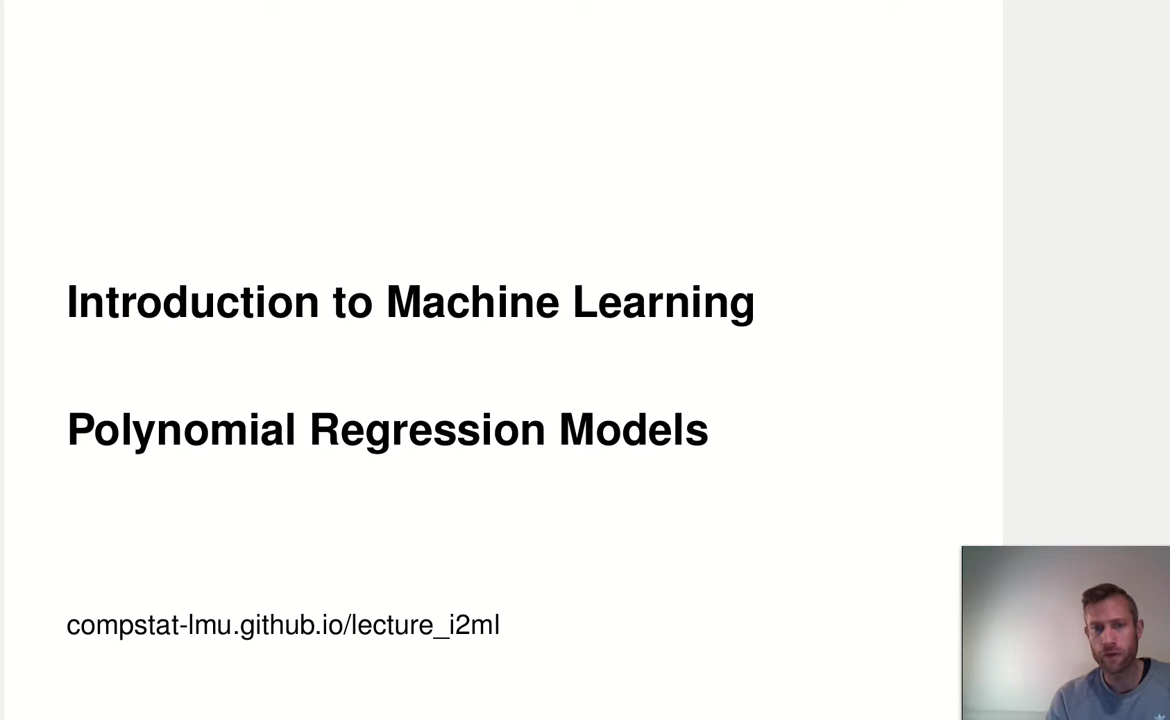 Introduction to Machine Learning
Polynomial Regression Models
compstat-lmu.github.io/lecture_i2ml